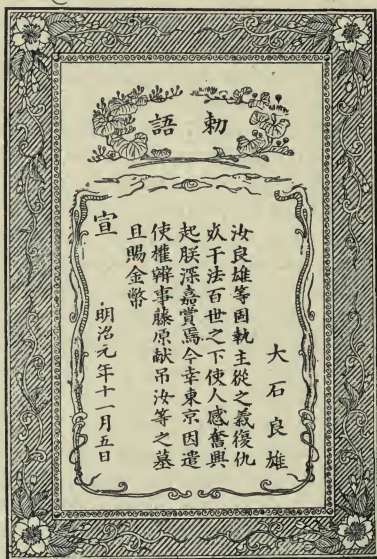 勅語
大石良雄
汝良雄等固執主從之義復仇
死于法百世之下使人感奮興
起朕深嘉賞焉今幸東京因遣
使權辨事藤原献吊汝等之墓
且賜金幣
宣 明治元年十一月五日